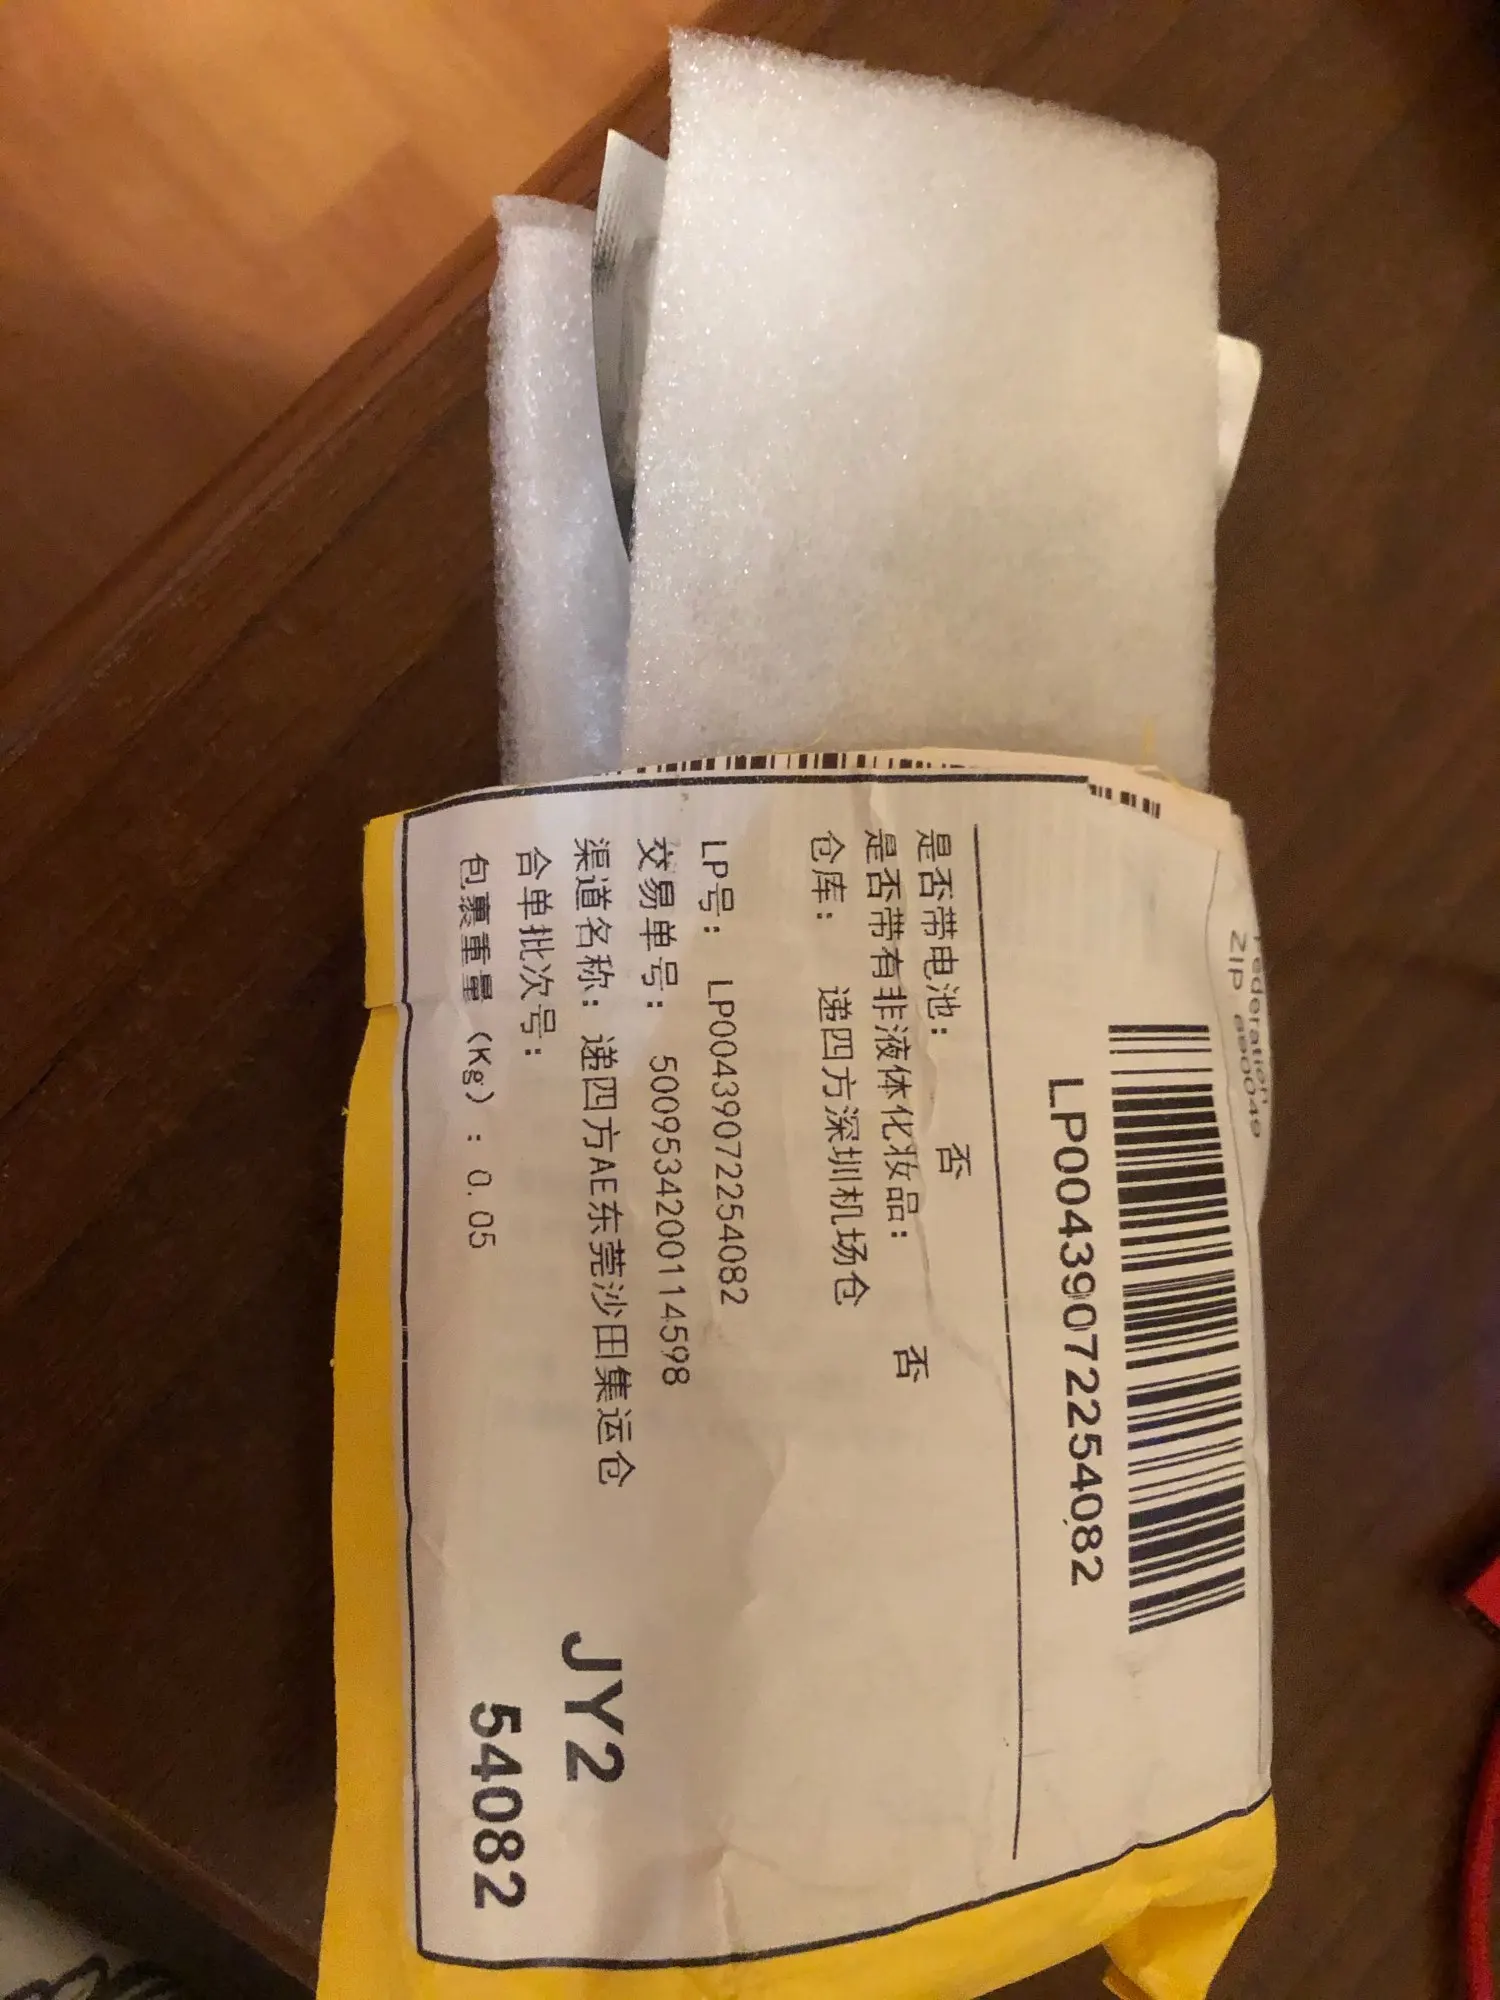 Federation
LP00439072254082
是否带电池： 否
是否带有非液体化妆品： 否
仓库： 递四方深圳机场仓
LP号： LP00439072254082
交易单号： 5009534200114598
渠道名称：递四方AE东莞沙田集运仓
合单批次号：
JY2
包裹重量（Kg）：0.05
54082